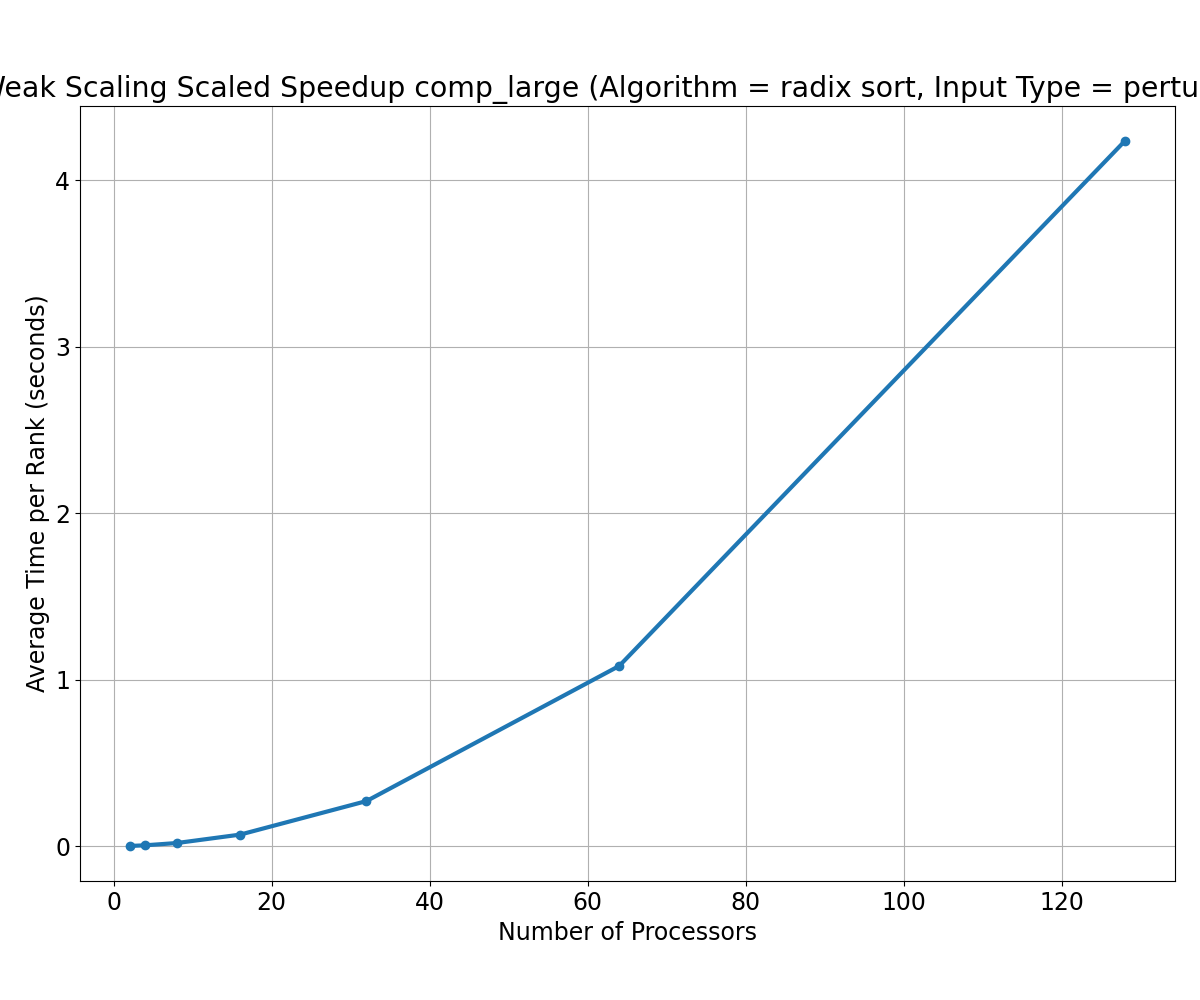 Weak Scaling Scaled Speedup comp_large (Algorithm = radix sort, Input Type = pertu
4
3
2
1
0
Average Time per Rank (seconds)
0 20 40 60 80 100 120
Number of Processors